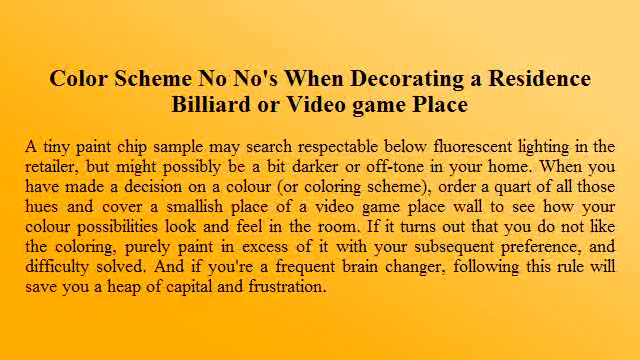 Color Scheme No No's When Decorating a Residence
Billiard or Video game Place
A tiny paint chip sample may search respectable below fluorescent lighting in the
retailer, but might possibly be a bit darker or off-tone in your home. When you
have made a decision on a colour (or coloring scheme), order a quart of all those
hues and cover a smallish place of a video game place wall to see how your
colour possibilities look and feel in the room. If it turns out that you do not like
the coloring, purely paint in excess of it with your subsequent preference, and
difficulty solved. And if you're a frequent brain changer, following this rule will
save you a heap of capital and frustration.